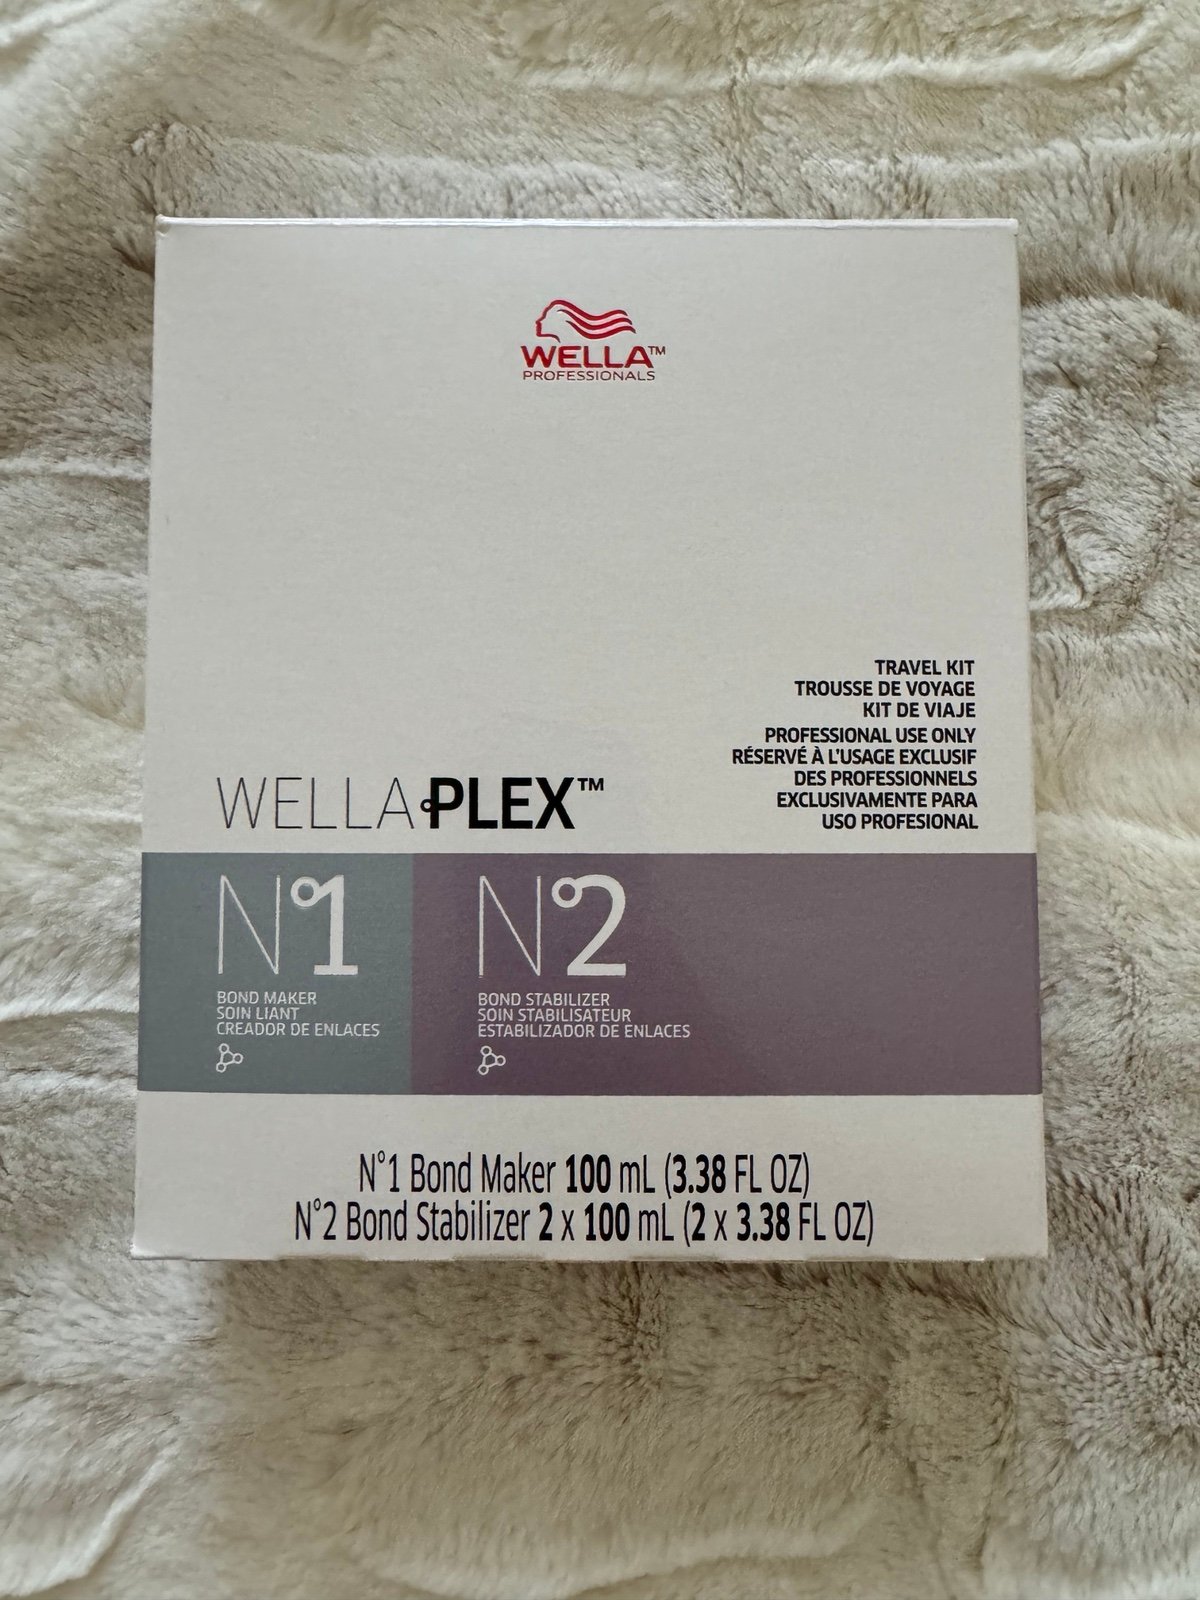 WELLA™
PROFESSIONALS
TRAVEL KIT
TROUSSE DE VOYAGE
KIT DE VIAJE
PROFESSIONAL USE ONLY
RÉSERVÉ À L'USAGE EXCLUSIF
DES PROFESSIONNELS
EXCLUSIVAMENTE PARA
USO PROFESIONAL
WELLAPLEX™
N°1
BOND MAKER
SOIN LIANT
CREADOR DE ENLACES
N°2
BOND STABILIZER
SOIN STABILISATEUR
ESTABILIZADOR DE ENLACES
N°1 Bond Maker 100 mL (3.38 FL OZ)
N°2 Bond Stabilizer 2 x 100 mL (2 x 3.38 FL OZ)